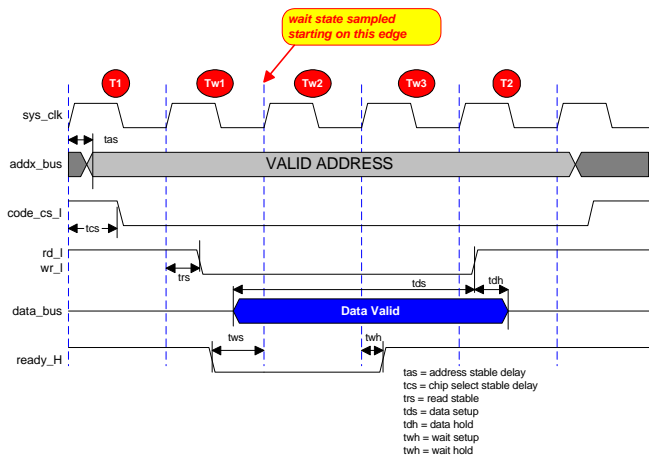 wait state sampled
starting on this edge
T1
Tw1
Tw2
Tw3
T2
sys_clk
tas
addx_bus
VALID ADDRESS
code_cs_l
tcs
rd_l
wr_l
trs
tds
tdh
data_bus
Data Valid
tws
twh
ready_H
tas = address stable delay
tcs = chip select stable delay
trs = read stable
tds = data setup
tdh = data hold
twh = wait setup
twh = wait hold